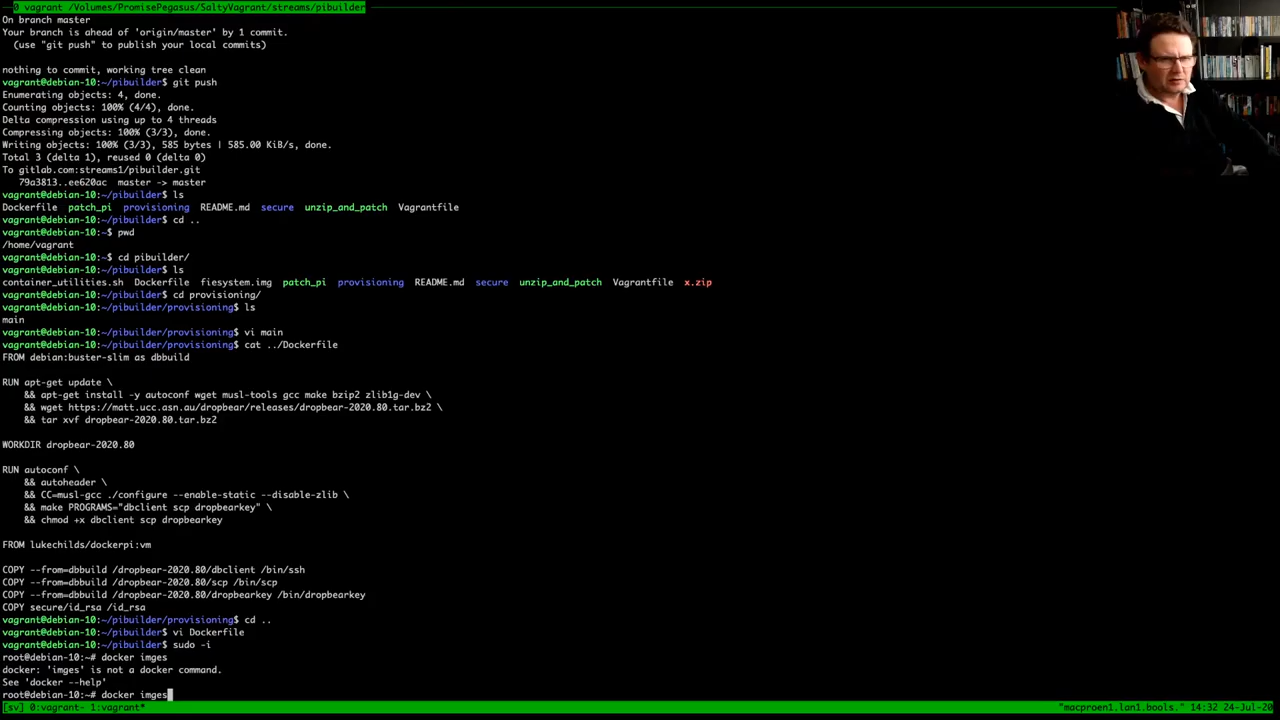 0 vagrant /Volumes/PromisePegasus/SaltyVagrant/streams/pibuilder
On branch master
Your branch is ahead of 'origin/master' by 1 commit.
  (use "git push" to publish your local commits)

nothing to commit, working tree clean
vagrant@debian-10:~/pibuilder$ git push
Enumerating objects: 4, done.
Counting objects: 100% (4/4), done.
Delta compression using up to 4 threads
Compressing objects: 100% (3/3), done.
Writing objects: 100% (3/3), 585 bytes | 585.00 KiB/s, done.
Total 3 (delta 1), reused 0 (delta 0)
To gitlab.com:streams1/pibuilder.git
   79a3813..ee620ac  master -> master
vagrant@debian-10:~/pibuilder$ ls
Dockerfile  patch_pi  provisioning  README.md  secure  unzip_and_patch  Vagrantfile
vagrant@debian-10:~/pibuilder$ cd ..
vagrant@debian-10:~$ pwd
/home/vagrant
vagrant@debian-10:~$ cd pibuilder/
vagrant@debian-10:~/pibuilder$ ls
container_utilities.sh  Dockerfile  fiesystem.img  patch_pi  provisioning  README.md  secure  unzip_and_patch  Vagrantfile  x.zip
vagrant@debian-10:~/pibuilder$ cd provisioning/
vagrant@debian-10:~/pibuilder/provisioning$ ls
main
vagrant@debian-10:~/pibuilder/provisioning$ vi main
vagrant@debian-10:~/pibuilder/provisioning$ cat ../Dockerfile
FROM debian:buster-slim as dbbuild

RUN apt-get update \
    && apt-get install -y autoconf wget musl-tools gcc make bzip2 zlib1g-dev \
    && wget https://matt.ucc.asn.au/dropbear/releases/dropbear-2020.80.tar.bz2 \
    && tar xvf dropbear-2020.80.tar.bz2

WORKDIR dropbear-2020.80

RUN autoconf \
    && autoheader \
    && CC=musl-gcc ./configure --enable-static --disable-zlib \
    && make PROGRAMS="dbclient scp dropbearkey" \
    && chmod +x dbclient scp dropbearkey

FROM lukechilds/dockerpi:vm

COPY --from=dbbuild /dropbear-2020.80/dbclient /bin/ssh
COPY --from=dbbuild /dropbear-2020.80/scp /bin/scp
COPY --from=dbbuild /dropbear-2020.80/dropbearkey /bin/dropbearkey
COPY secure/id_rsa /id_rsa
vagrant@debian-10:~/pibuilder/provisioning$ cd ..
vagrant@debian-10:~/pibuilder$ vi Dockerfile
vagrant@debian-10:~/pibuilder$ sudo -i
root@debian-10:~# docker imges
docker: 'imges' is not a docker command.
See 'docker --help'
root@debian-10:~# docker imges
[sv] 0:vagrant- 1:vagrant* "macproen1.lan1.bools." 14:32 24-Jul-20